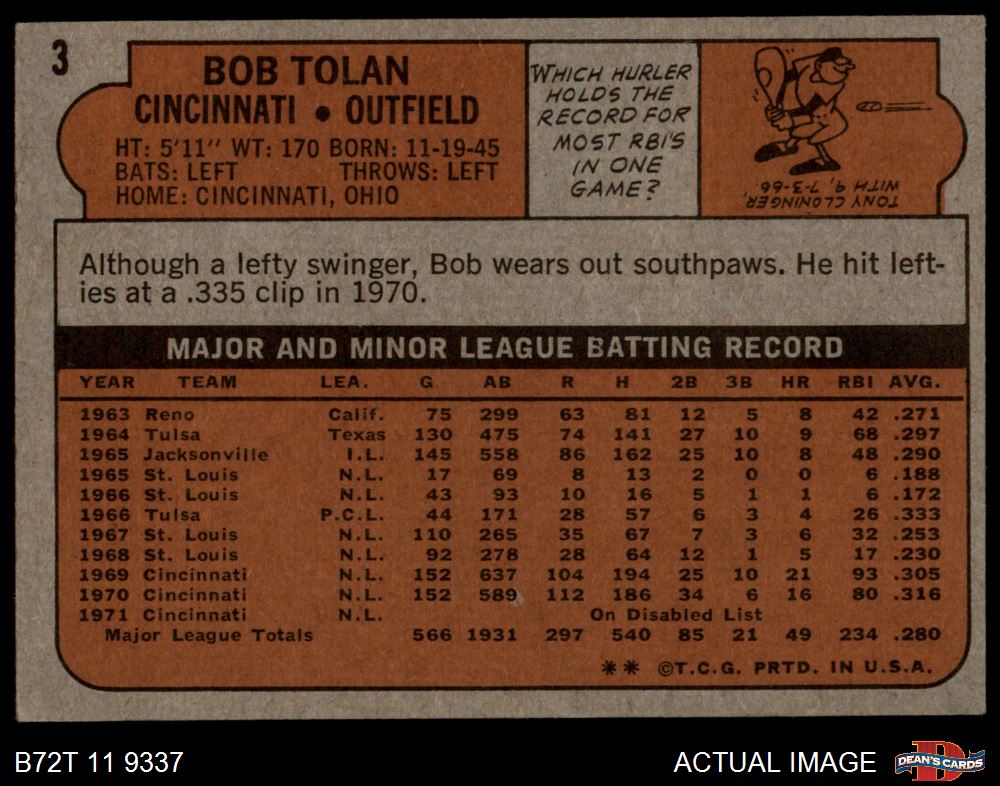 3
BOB TOLAN
CINCINNATI • OUTFIELD
HT: 5'11" WT: 170 BORN: 11-19-45
BATS: LEFT THROWS: LEFT
HOME: CINCINNATI, OHIO
WHICH HURLER
HOLDS THE
RECORD FOR
MOST RBI'S
IN ONE
GAME?
TONY CLONINGER,
WITH 9, 7-3-66
Although a lefty swinger, Bob wears out southpaws. He hit left-
ies at a .335 clip in 1970.
MAJOR AND MINOR LEAGUE BATTING RECORD
YEAR TEAM LEA. G AB R H 2B 3B HR RBI AVG.
1963 Reno Calif. 75 299 63 81 12 5 8 42 .271
1964 Tulsa Texas 130 475 74 141 27 10 9 68 .297
1965 Jacksonville I.L. 145 558 86 162 25 10 8 48 .290
1965 St. Louis N.L. 17 69 8 13 2 0 0 6 .188
1966 St. Louis N.L. 43 93 10 16 5 1 1 6 .172
1966 Tulsa P.C.L. 44 171 28 57 6 3 4 26 .333
1967 St. Louis N.L. 110 265 35 67 7 3 6 32 .253
1968 St. Louis N.L. 92 278 28 64 12 1 5 17 .230
1969 Cincinnati N.L. 152 637 104 194 25 10 21 93 .305
1970 Cincinnati N.L. 152 589 112 186 34 6 16 80 .316
1971 Cincinnati N.L. On Disabled List
Major League Totals 566 1931 297 540 85 21 49 234 .280
** ©T.C.G. PRTD. IN U.S.A.
B72T 11 9337
ACTUAL IMAGE
D
DEAN'S CARDS